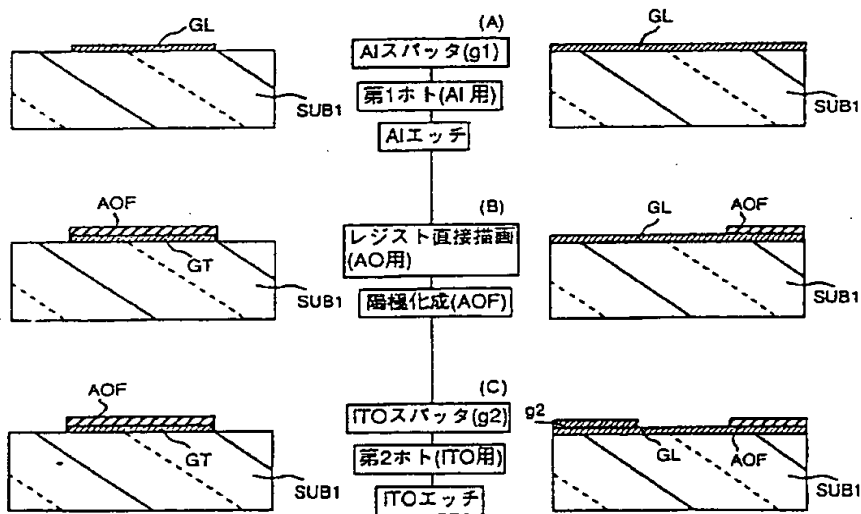 GL
SUB1
(A)
Alスパッタ(g1)
第1ホト(Al用)
Alエッチ
GL
SUB1
AOF
GT
SUB1
(B)
レジスト直接描画
(AO用)
陽極化成(AOF)
GL
AOF
SUB1
AOF
GT
SUB1
(C)
ITOスパッタ(g2)
第2ホト(ITO用)
ITOエッチ
g2
GL
AOF
SUB1